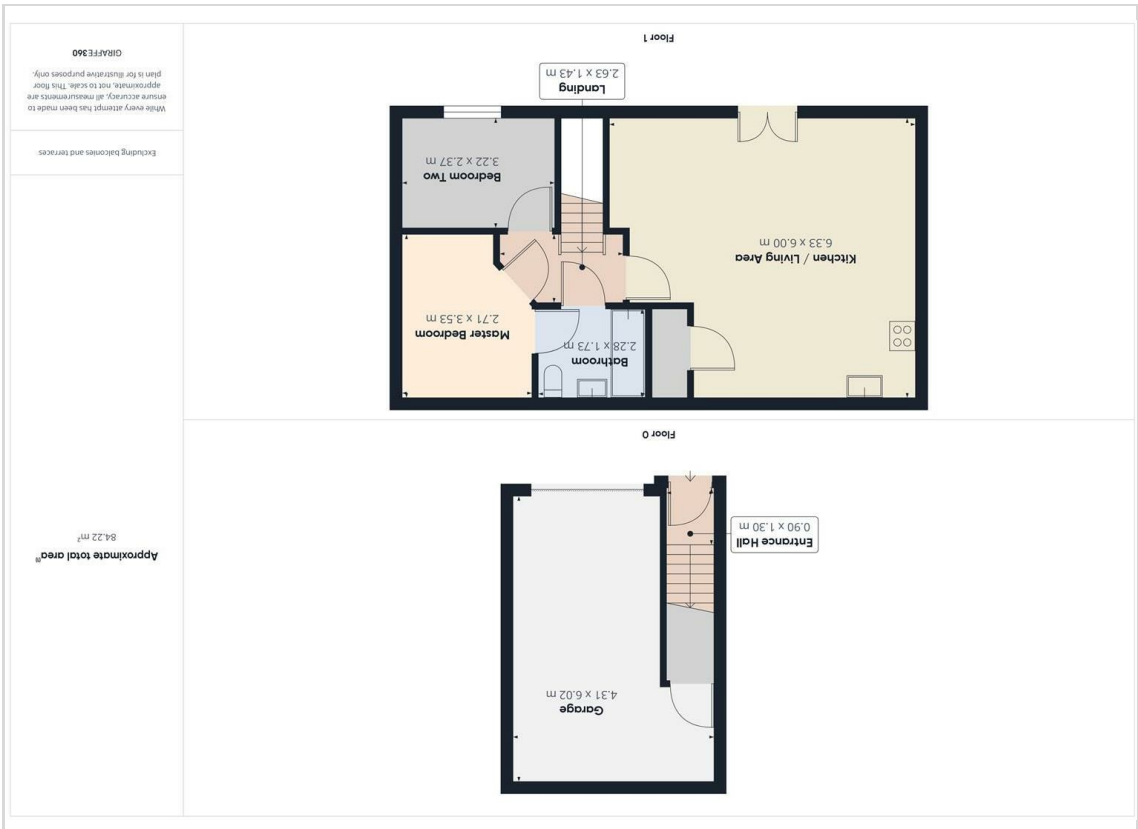 Garage
4.31 x 6.02 m
Entrance Hall
0.90 x 1.30 m
Floor 0
Bathroom
2.28 x 1.73 m
Master Bedroom
2.71 x 3.53 m
Kitchen / Living Area
6.33 x 6.00 m
Bedroom Two
3.22 x 2.37 m
Landing
2.63 x 1.43 m
Floor 1
Approximate total area⁽¹⁾
84.22 m²
Excluding balconies and terraces
While every attempt has been made to
ensure accuracy, all measurements are
approximate, not to scale. This floor
plan is for illustrative purposes only.
GIRAFFE360